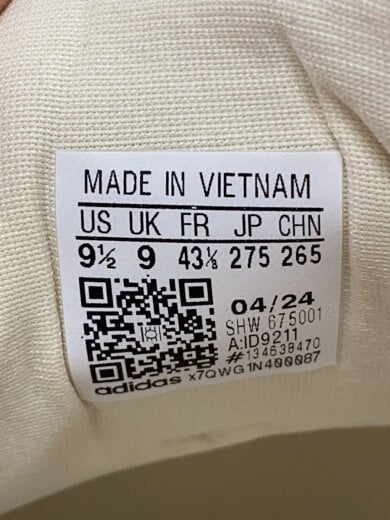 MADE IN VIETNAM
US UK FR JP CHN
9½ 9 43⅓ 275 265
04/24
SHW 675001
A:ID9211
#134638470
adidas x7QWG1N400087